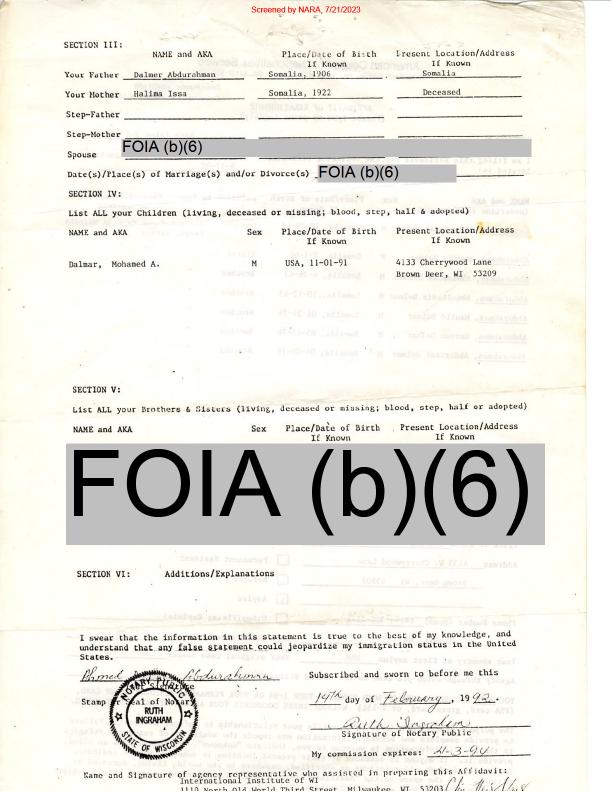 Screened by NARA, 7/21/2023
SECTION III:
NAME and AKA Place/Date of Birth Present Location/Address
If Known If Known
Your Father Dalmer Abdurahman Somalia, 1906 Somalia
Your Mother Halima Issa Somalia, 1922 Deceased
Step-Father
Step-Mother
Spouse FOIA (b)(6)
Date(s)/Place(s) of Marriage(s) and/or Divorce(s) FOIA (b)(6)
SECTION IV:
List ALL your Children (living, deceased or missing; blood, step, half & adopted)
NAME and AKA Sex Place/Date of Birth Present Location/Address
If Known If Known
Dalmar, Mohamed A. M USA, 11-01-91 4133 Cherrywood Lane
Brown Deer, WI 53209
SECTION V:
List ALL your Brothers & Sisters (living, deceased or missing; blood, step, half or adopted)
NAME and AKA Sex Place/Date of Birth Present Location/Address
If Known If Known
FOIA (b)(6)
SECTION VI: Additions/Explanations
I swear that the information in this statement is true to the best of my knowledge, and
understand that any false statement could jeopardize my immigration status in the United
States.
Ahmed
Subscribed and sworn to before me this
Stamp or Seal of Notary
14th day of February, 1992.
NOTARY PUBLIC
RUTH
INGRAHAM
STATE OF WISCONSIN
Ruth Ingraham
Signature of Notary Public
My commission expires: 4-3-94
Name and Signature of agency representative who assisted in preparing this Affidavit:
International Institute of WI
1110 North Old World Third Street, Milwaukee, WI 53203